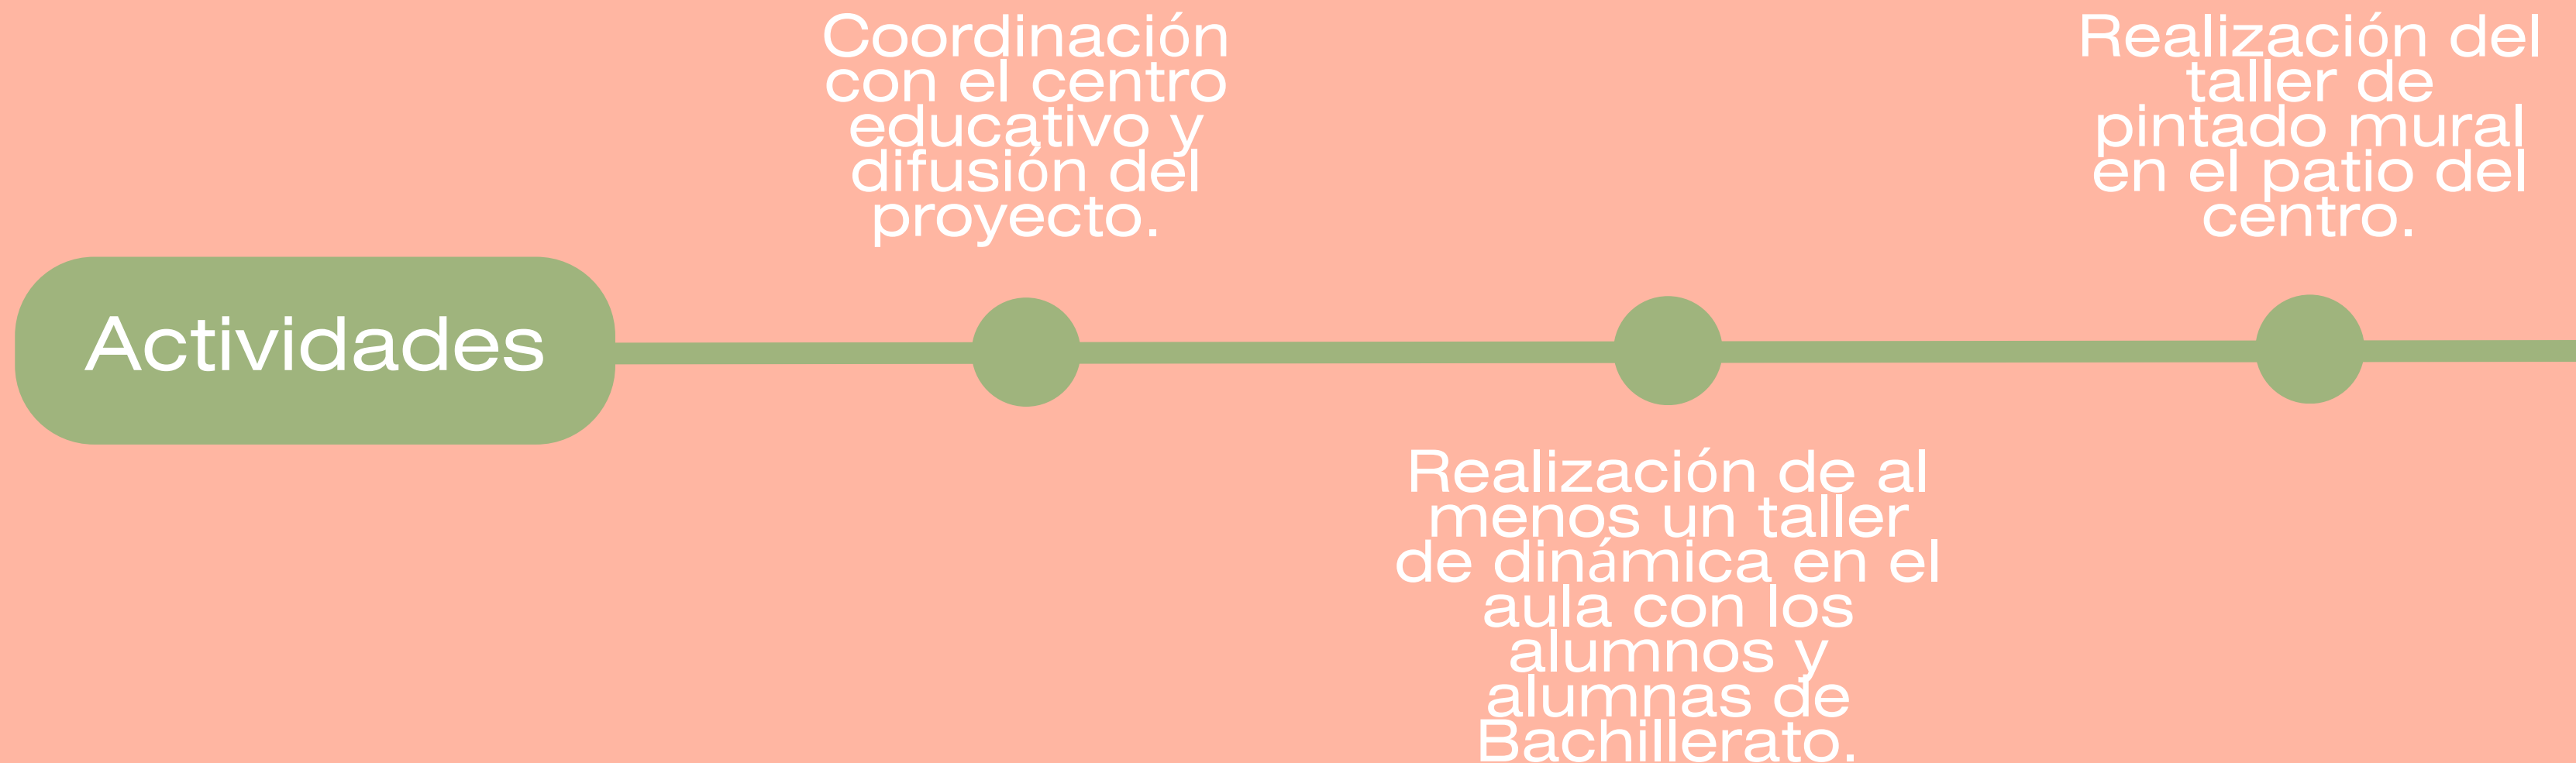 Actividades
Coordinación
con el centro
educativo y
difusión del
proyecto.
Realización de al
menos un taller
de dinámica en el
aula con los
alumnos y
alumnas de
Bachillerato.
Realización del
taller de
pintado mural
en el patio del
centro.